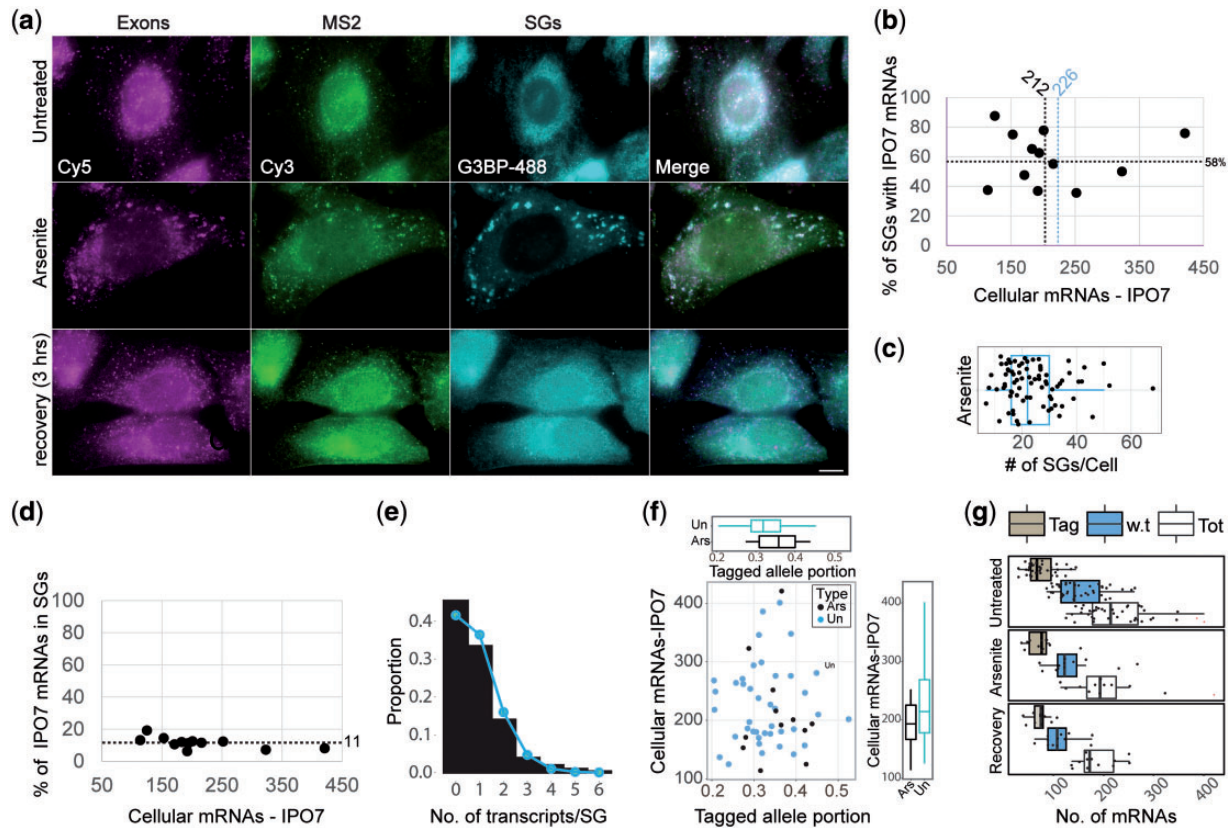 (a)
Exons MS2 SGs
Untreated
Cy5 Cy3 G3BP-488 Merge
Arsenite
recovery (3 hrs)
(b)
212 226
% of SGs with IPO7 mRNAs
100
80
60
40
20
0
58%
50 150 250 350 450
Cellular mRNAs - IPO7
(c)
Arsenite
20 40 60
# of SGs/Cell
(d)
% of IPO7 mRNAs in SGs
100
80
60
40
20
0
11
50 150 250 350 450
Cellular mRNAs - IPO7
(e)
Proportion
0.4
0.2
0.0
0 1 2 3 4 5 6
No. of transcripts/SG
(f)
Un
Ars
0.2 0.3 0.4 0.5
Tagged allele portion
Cellular mRNAs-IPO7
400
300
200
100
Type
Ars
Un
Un
0.2 0.3 0.4 0.5
Tagged allele portion
Cellular mRNAs-IPO7
400
300
200
100
Ars Un
(g)
Tag w.t Tot
Untreated
Arsenite
Recovery
100 200 300 400
No. of mRNAs